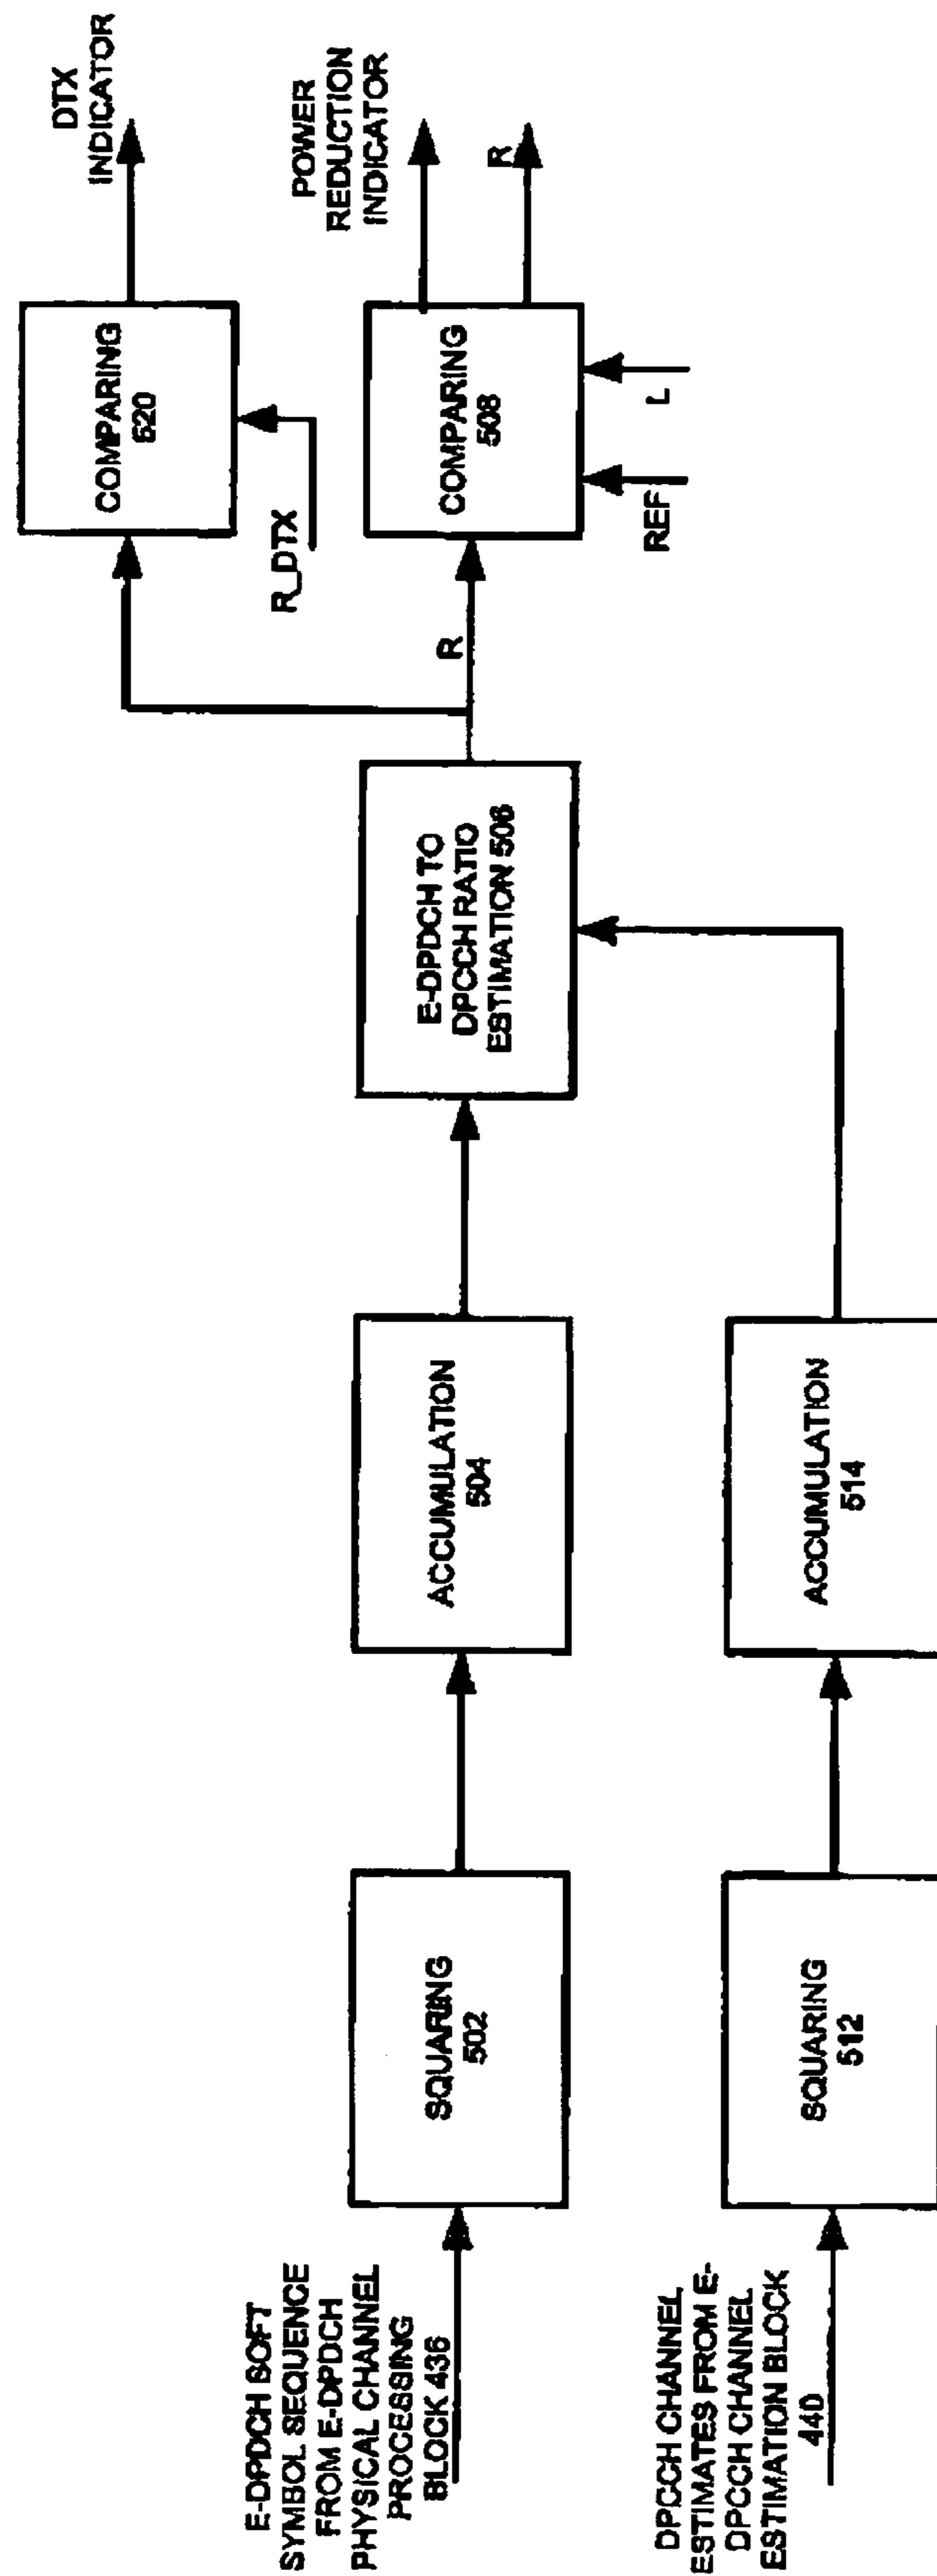 E-DPDCH SOFT
SYMBOL SEQUENCE
FROM E-DPDCH
PHYSICAL CHANNEL
PROCESSING
BLOCK 436
SQUARING
502
ACCUMULATION
504
E-DPDCH TO
DPCCH RATIO
ESTIMATION 506
R
COMPARING
520
R_DTX
DTX
INDICATOR
COMPARING
508
REF
L
POWER
REDUCTION
INDICATOR
R
DPCCH CHANNEL
ESTIMATES FROM E-
DPCCH CHANNEL
ESTIMATION BLOCK
440
SQUARING
512
ACCUMULATION
514